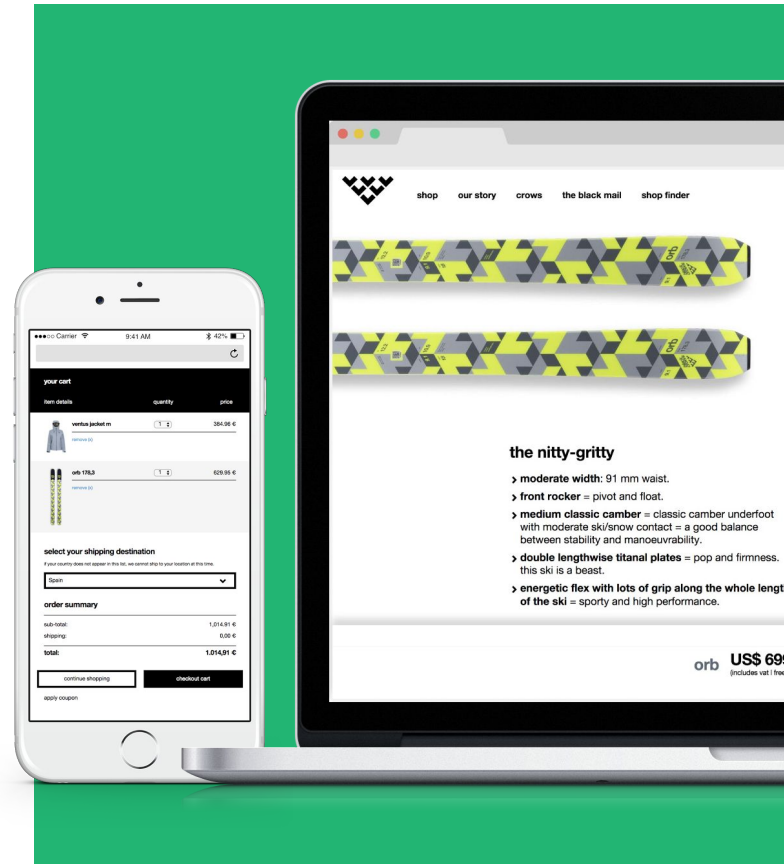 ●●●○○ Carrier 9:41 AM 42%
your cart
item details quantity price
ventus jacket m 1 384.96 €
remove (x)
orb 178,3 1 629.95 €
remove (x)
select your shipping destination
if your country does not appear in this list, we cannot ship to your location at this time.
Spain
order summary
sub-total: 1,014.91 €
shipping: 0,00 €
total: 1.014,91 €
continue shopping checkout cart
apply coupon
shop our story crows the black mail shop finder
orb
orb
the nitty-gritty
› moderate width: 91 mm waist.
› front rocker = pivot and float.
› medium classic camber = classic camber underfoot
with moderate ski/snow contact = a good balance
between stability and manoeuvrability.
› double lengthwise titanal plates = pop and firmness.
this ski is a beast.
› energetic flex with lots of grip along the whole lengt
of the ski = sporty and high performance.
orb US$ 699
(includes vat | free